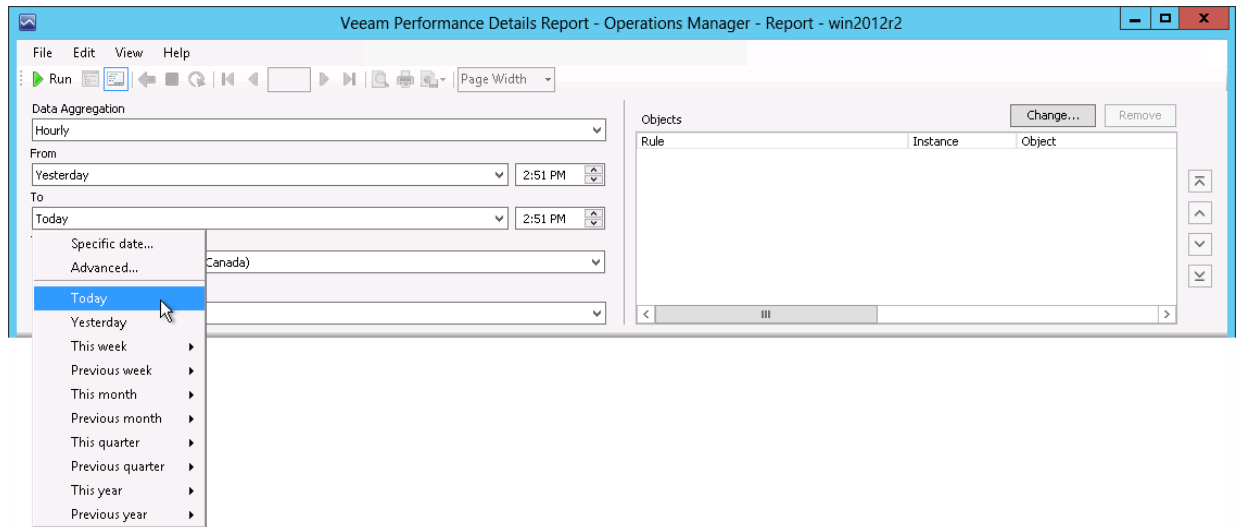 Veeam Performance Details Report - Operations Manager - Report - win2012r2
File Edit View Help
Run Page Width
Data Aggregation
Hourly
From
Yesterday 2:51 PM
To
Today 2:51 PM
Canada)
Specific date...
Advanced...
Today
Yesterday
This week
Previous week
This month
Previous month
This quarter
Previous quarter
This year
Previous year
Objects Change... Remove
Rule Instance Object